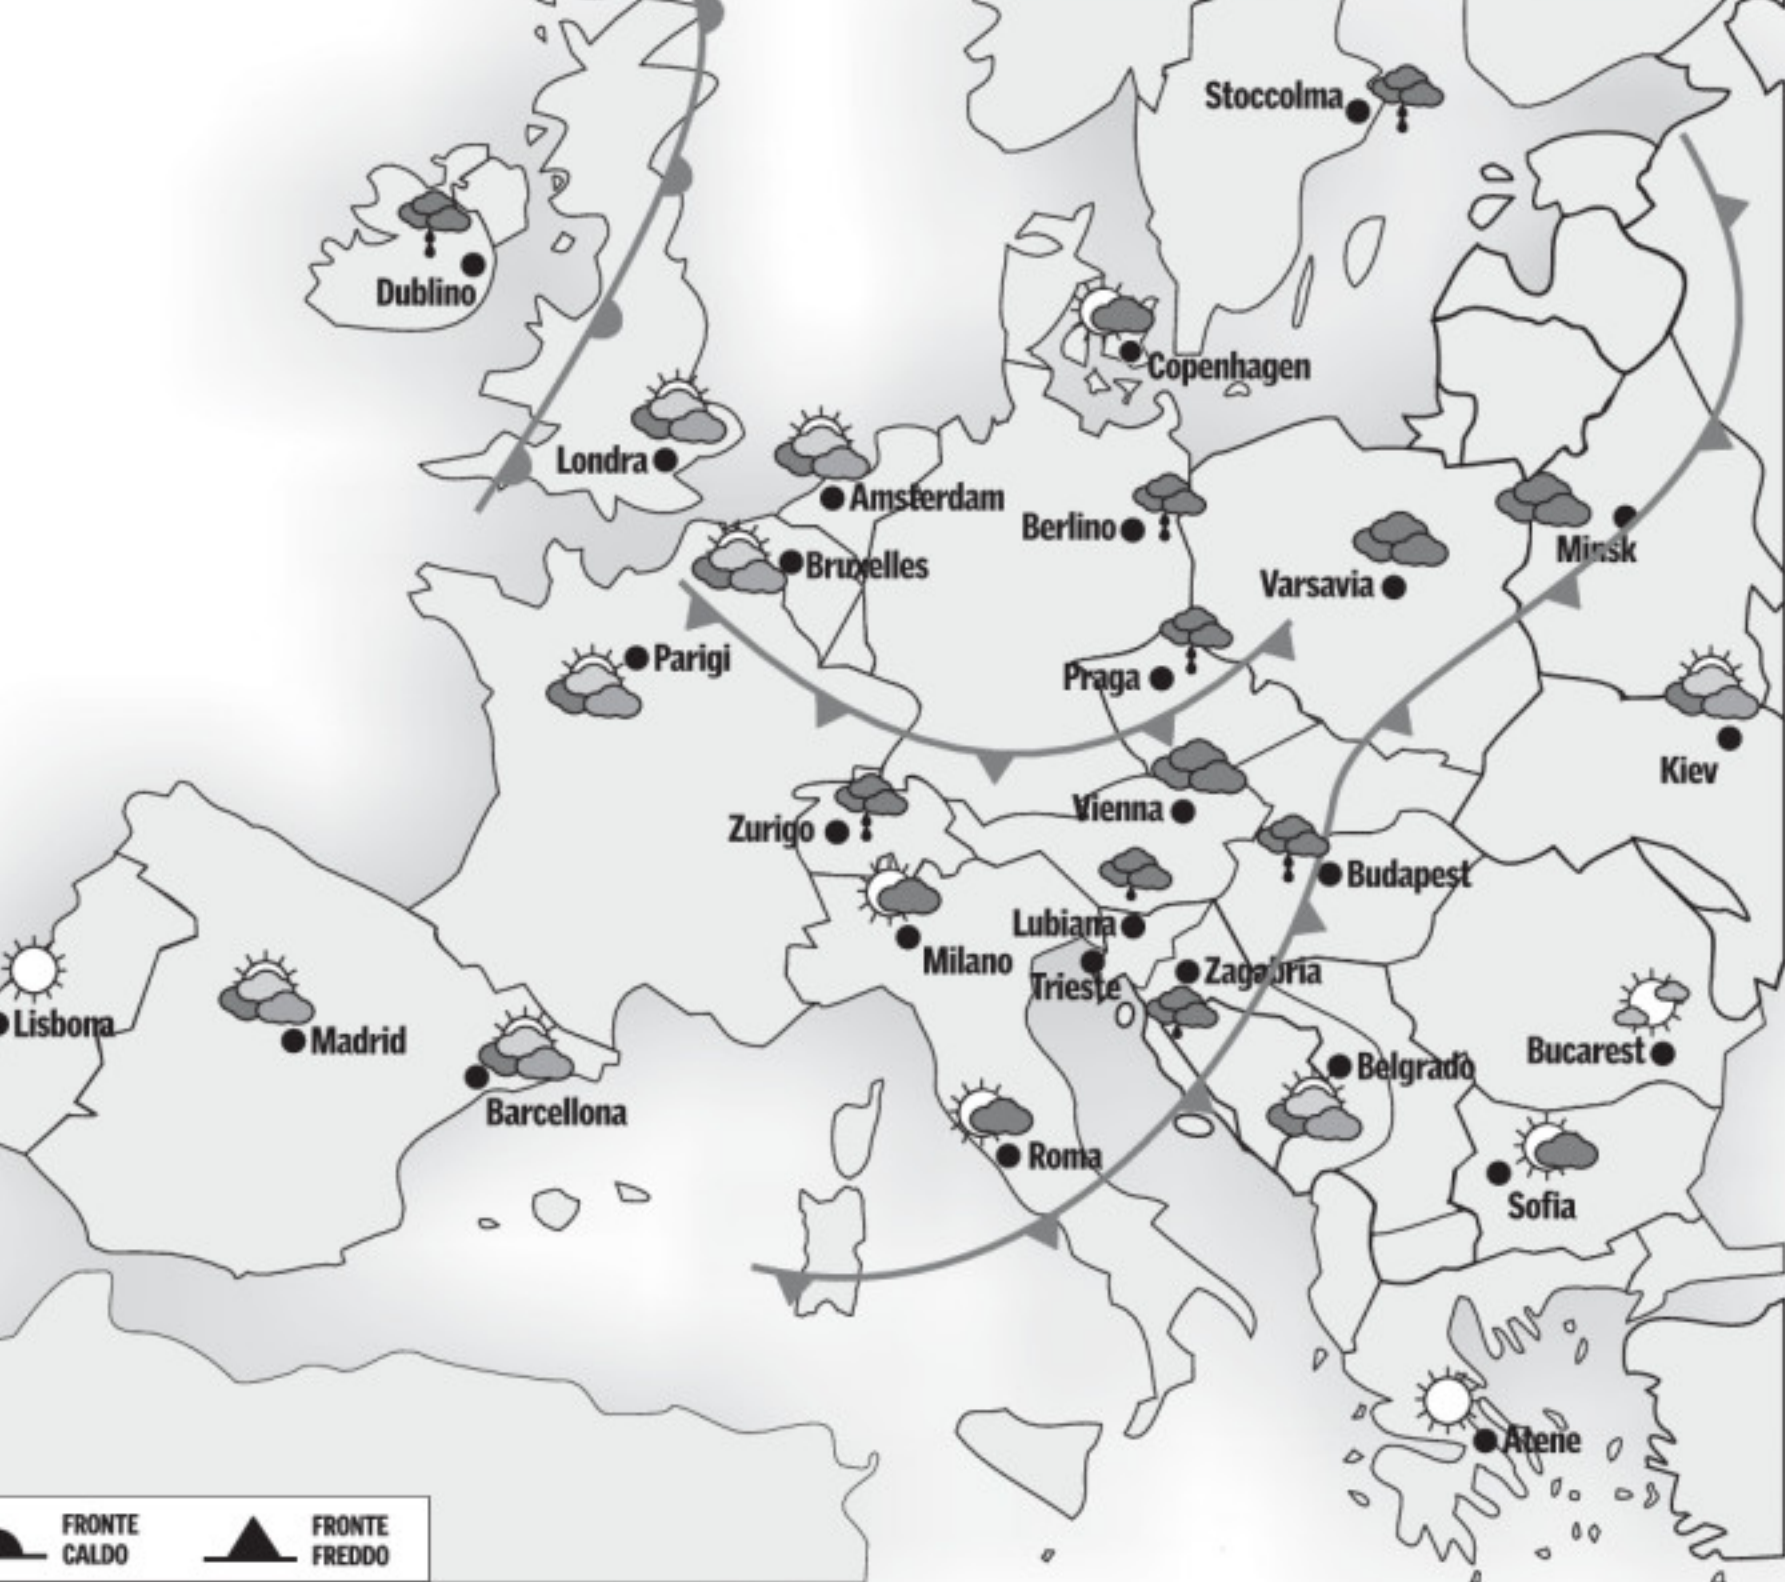 Stoccolma
Dublino
Copenhagen
Londra
Amsterdam
Berlino
Bruxelles
Minsk
Varsavia
Parigi
Praga
Kiev
Vienna
Zurigo
Budapest
Lubiana
Milano
Zagabria
Trieste
Lisbona
Madrid
Bucarest
Belgrado
Barcellona
Roma
Sofia
Atene
FRONTE
CALDO
FRONTE
FREDDO